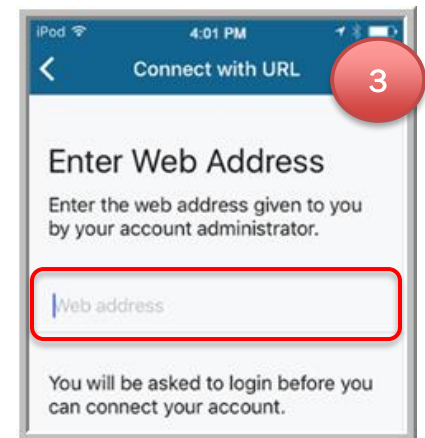 iPod 4:01 PM
Connect with URL
3
Enter Web Address
Enter the web address given to you
by your account administrator.
Web address
You will be asked to login before you
can connect your account.